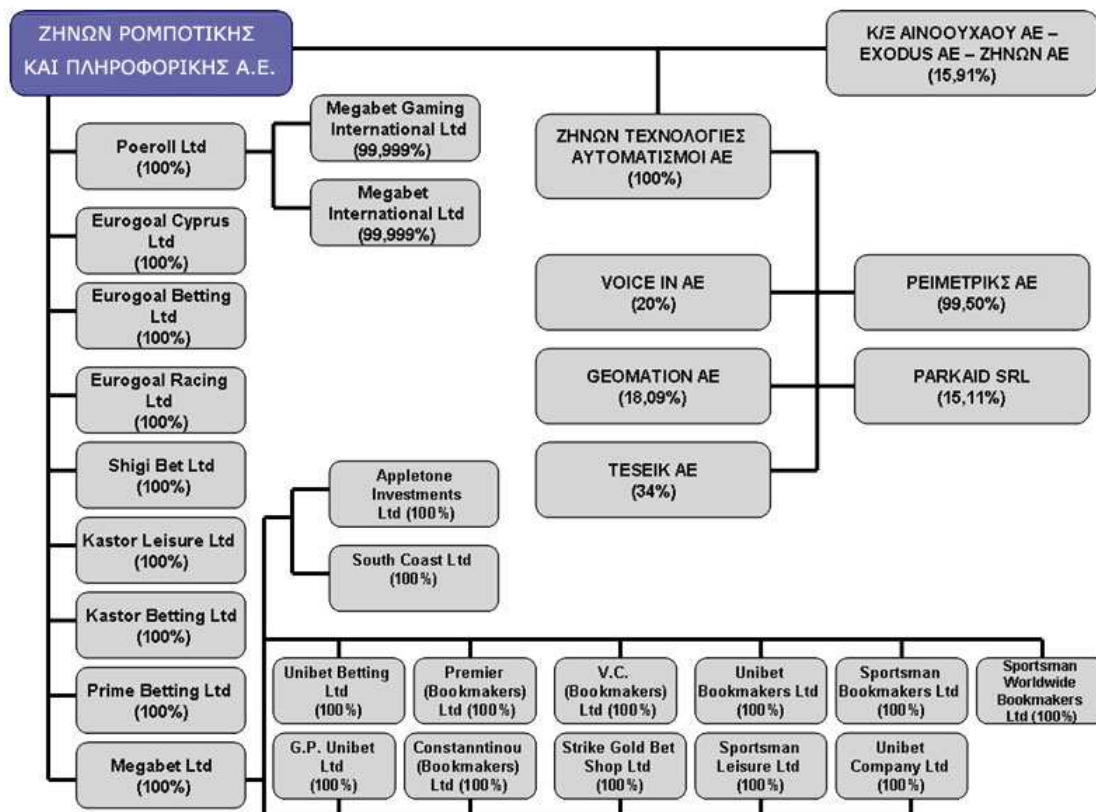 ΖΗΝΩΝ ΡΟΜΠΟΤΙΚΗΣ
ΚΑΙ ΠΛΗΡΟΦΟΡΙΚΗΣ Α.Ε.
Κ/Ξ ΑΙΝΟΟΥΧΑΟΥ ΑΕ –
EXODUS ΑΕ – ΖΗΝΩΝ ΑΕ
(15,91%)
Poeroll Ltd
(100%)
Megabet Gaming
International Ltd
(99,999%)
Megabet
International Ltd
(99,999%)
ΖΗΝΩΝ ΤΕΧΝΟΛΟΓΙΕΣ
ΑΥΤΟΜΑΤΙΣΜΟΙ ΑΕ
(100%)
Eurogoal Cyprus
Ltd
(100%)
Eurogoal Betting
Ltd
(100%)
VOICE IN AE
(20%)
ΡΕΙΜΕΤΡΙΚΣ ΑΕ
(99,50%)
Eurogoal Racing
Ltd
(100%)
GEOMATION AE
(18,09%)
PARKAID SRL
(15,11%)
Shigi Bet Ltd
(100%)
TESEIK AE
(34%)
Appletone
Investments
Ltd (100%)
Kastor Leisure Ltd
(100%)
South Coast Ltd
(100%)
Kastor Betting Ltd
(100%)
Prime Betting Ltd
(100%)
Unibet Betting
Ltd
(100%)
Premier
(Bookmakers)
Ltd (100%)
V.C.
(Bookmakers)
Ltd (100%)
Unibet
Bookmakers Ltd
(100%)
Sportsman
Bookmakers Ltd
(100%)
Sportsman
Worldwide
Bookmakers
Ltd (100%)
Megabet Ltd
(100%)
G.P. Unibet
Ltd
(100%)
Constanntinou
(Bookmakers)
Ltd (100%)
Strike Gold Bet
Shop Ltd
(100%)
Sportsman
Leisure Ltd
(100%)
Unibet
Company Ltd
(100%)